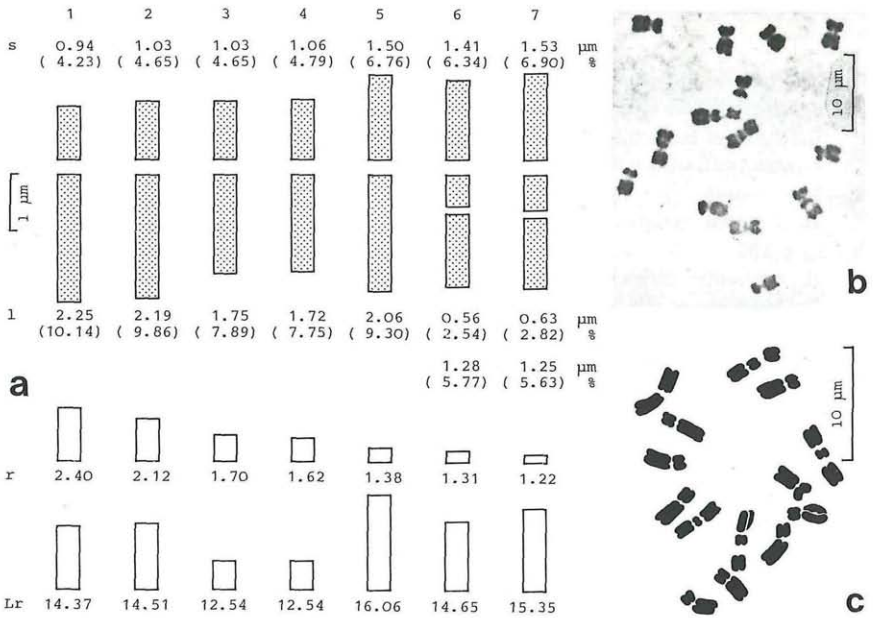 1 2 3 4 5 6 7
s 0.94 1.03 1.03 1.06 1.50 1.41 1.53 µm
( 4.23) ( 4.65) ( 4.65) ( 4.79) ( 6.76) ( 6.34) ( 6.90) %
1 µm
l 2.25 2.19 1.75 1.72 2.06 0.56 0.63 µm
(10.14) ( 9.86) ( 7.89) ( 7.75) ( 9.30) ( 2.54) ( 2.82) %
1.28 1.25 µm
( 5.77) ( 5.63) %
a
r 2.40 2.12 1.70 1.62 1.38 1.31 1.22
Lr 14.37 14.51 12.54 12.54 16.06 14.65 15.35
10 µm
b
10 µm
c